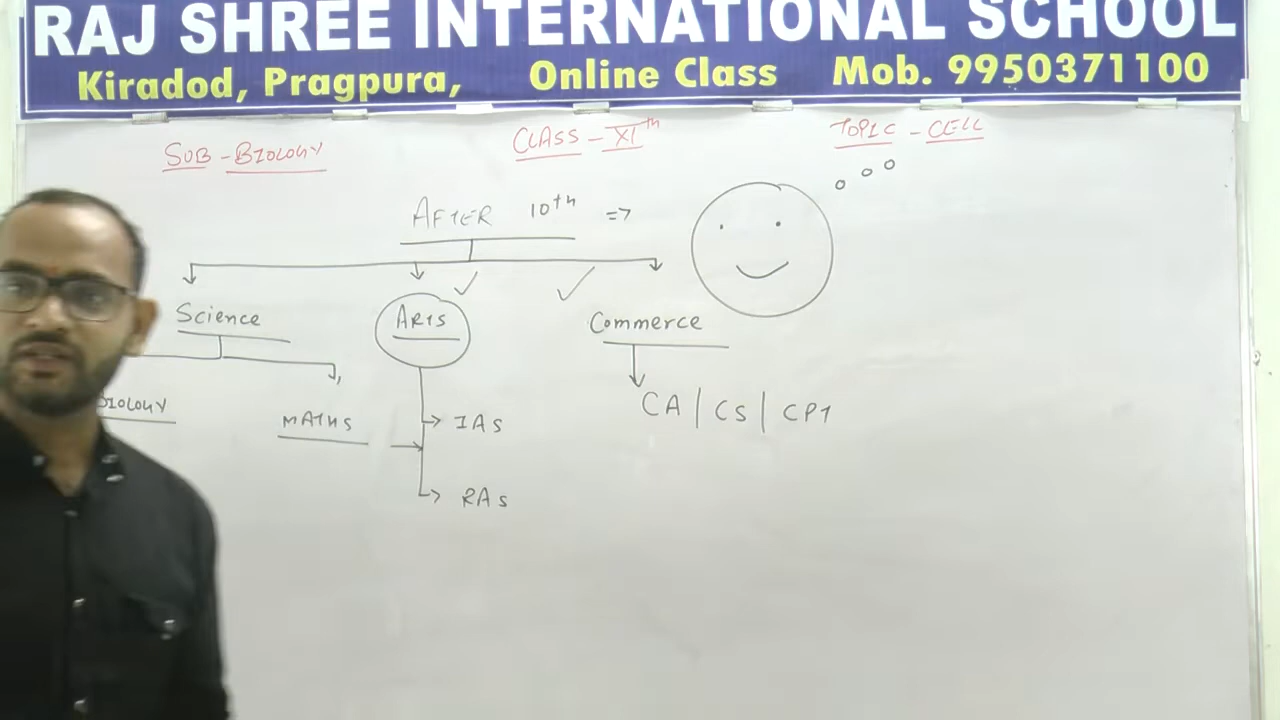 RAJ SHREE INTERNATIONAL SCHOOL
Kiradod, Pragpura, Online Class Mob. 9950371100
SUB - BIOLOGY CLASS - XIth TOPIC - CELL
AFTER 10th =>
Science ARTS Commerce
BIOLOGY MATHS IAS CA | CS | CPT
RAS